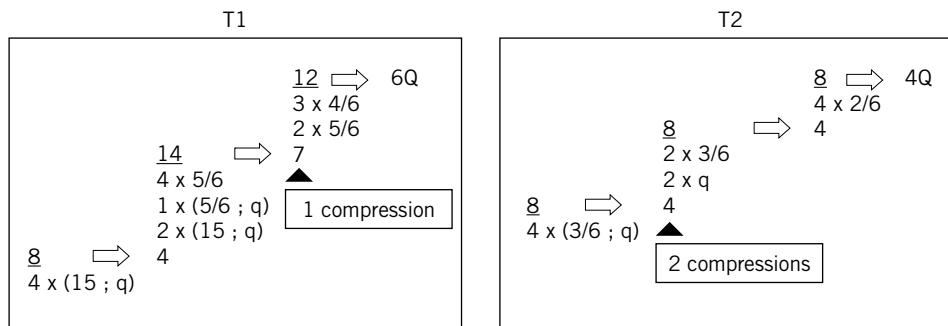 T1
12
6Q
3 x 4/6
2 x 5/6
14
7
4 x 5/6
1 x (5/6 ; q)
1 compression
2 x (15 ; q)
8
4
4 x (15 ; q)
T2
8
4Q
4 x 2/6
8
4
2 x 3/6
2 x q
8
4
4 x (3/6 ; q)
2 compressions